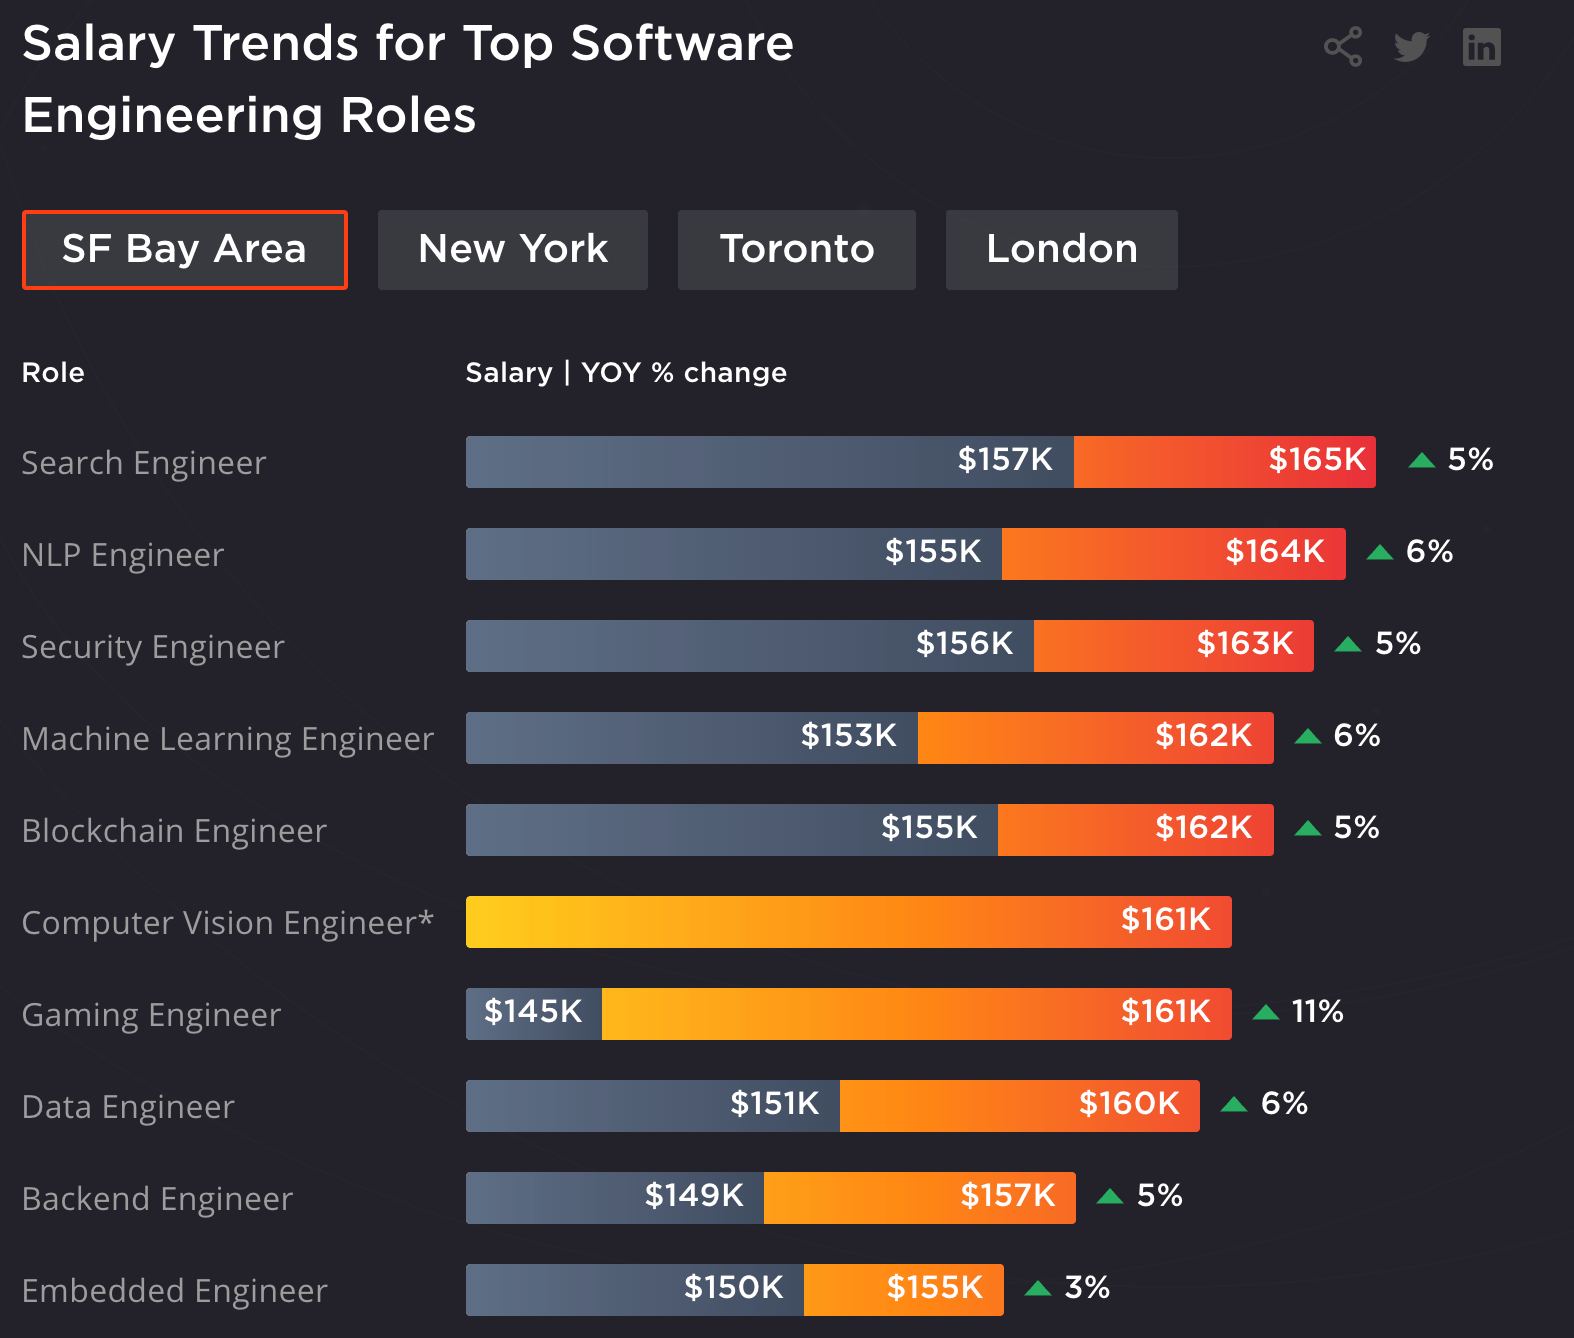 Salary Trends for Top Software
Engineering Roles
SF Bay Area New York Toronto London
Role Salary | YOY % change
Search Engineer $157K $165K 5%
NLP Engineer $155K $164K 6%
Security Engineer $156K $163K 5%
Machine Learning Engineer $153K $162K 6%
Blockchain Engineer $155K $162K 5%
Computer Vision Engineer* $161K
Gaming Engineer $145K $161K 11%
Data Engineer $151K $160K 6%
Backend Engineer $149K $157K 5%
Embedded Engineer $150K $155K 3%